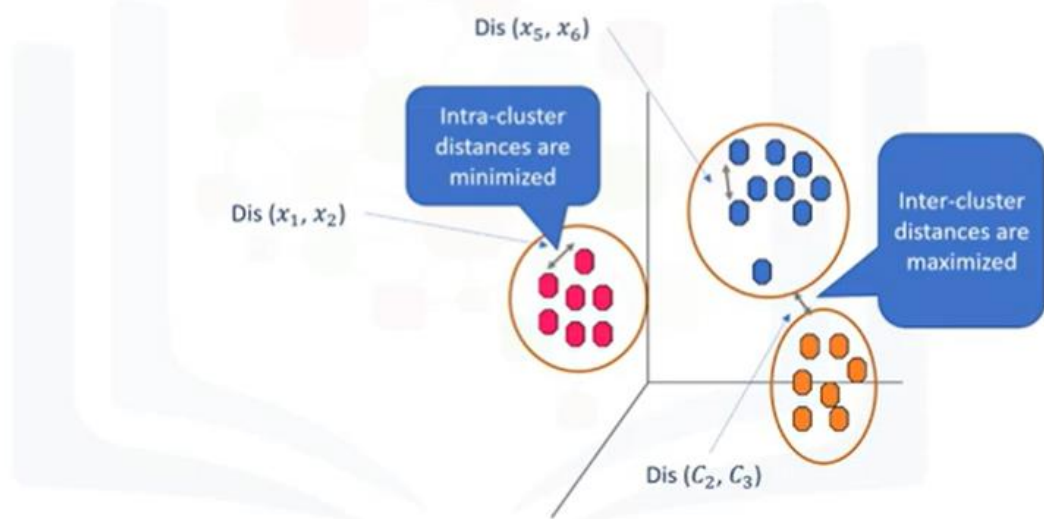 Dis (x₅, x₆)
Intra-cluster
distances are
minimized
Dis (x₁, x₂)
Inter-cluster
distances are
maximized
Dis (C₂, C₃)